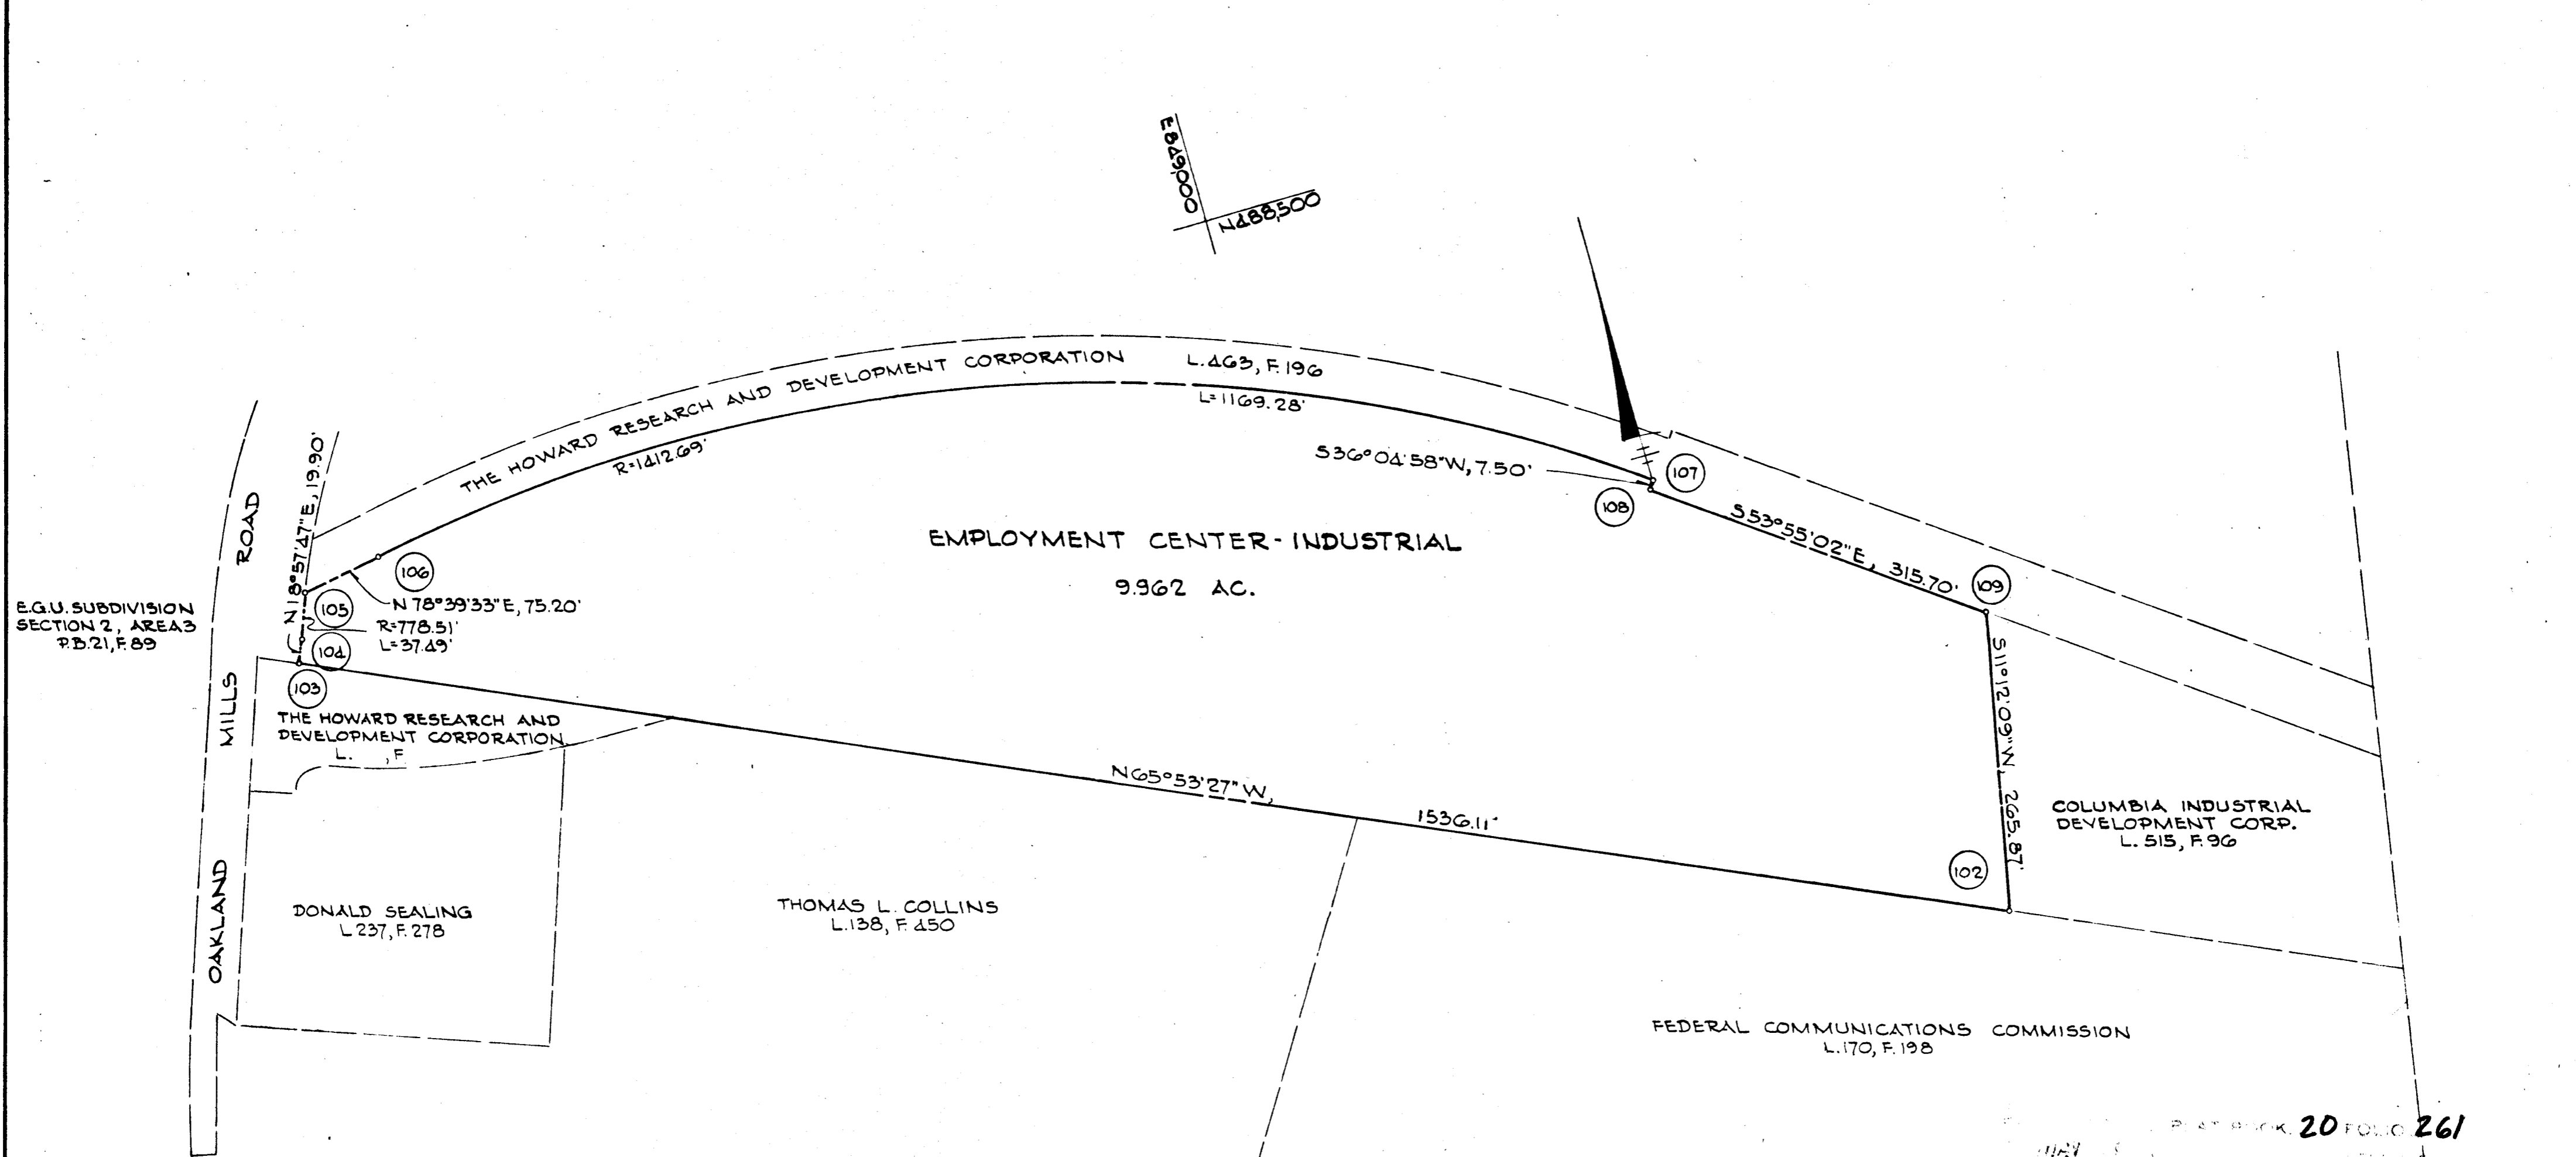 E 849,000
N 488,500
THE HOWARD RESEARCH AND DEVELOPMENT CORPORATION L. 463, F. 196
R=1412.69'
L=1169.28'
S36°04'58"W, 7.50'
107
108
S53°55'02"E, 315.70'
109
EMPLOYMENT CENTER - INDUSTRIAL
9.962 AC.
N18°57'47"E, 19.90'
106
105
N 78°39'33"E, 75.20'
R=778.51'
L=37.49'
104
103
E.G.U. SUBDIVISION
SECTION 2, AREA 3
P.B. 21, F. 89
OAKLAND MILLS ROAD
THE HOWARD RESEARCH AND
DEVELOPMENT CORPORATION
L. , F.
N65°53'27"W, 1536.11'
S11°12'09"W, 265.87'
102
COLUMBIA INDUSTRIAL
DEVELOPMENT CORP.
L. 515, F. 96
DONALD SEALING
L 237, F. 278
THOMAS L. COLLINS
L. 138, F. 450
FEDERAL COMMUNICATIONS COMMISSION
L. 170, F. 198
20 FOLIO 261